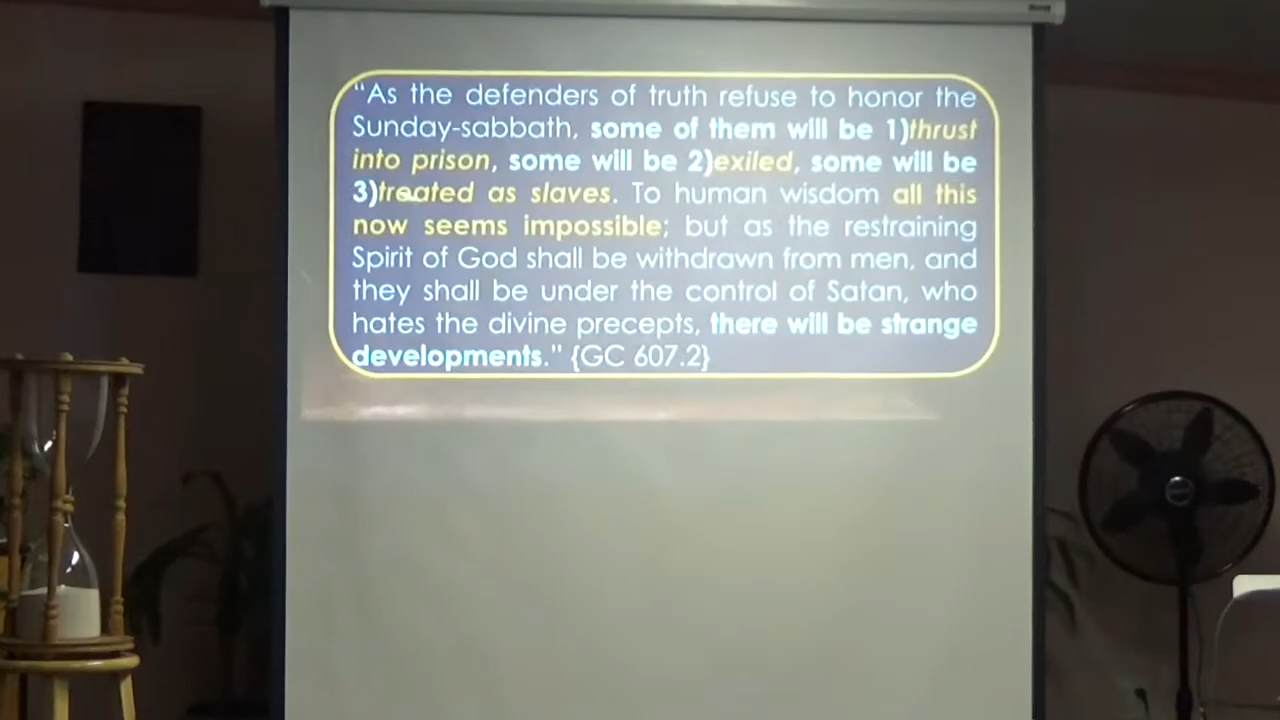 “As the defenders of truth refuse to honor the
Sunday-sabbath, some of them will be 1)thrust
into prison, some will be 2)exiled, some will be
3)treated as slaves. To human wisdom all this
now seems impossible; but as the restraining
Spirit of God shall be withdrawn from men, and
they shall be under the control of Satan, who
hates the divine precepts, there will be strange
developments.” {GC 607.2}